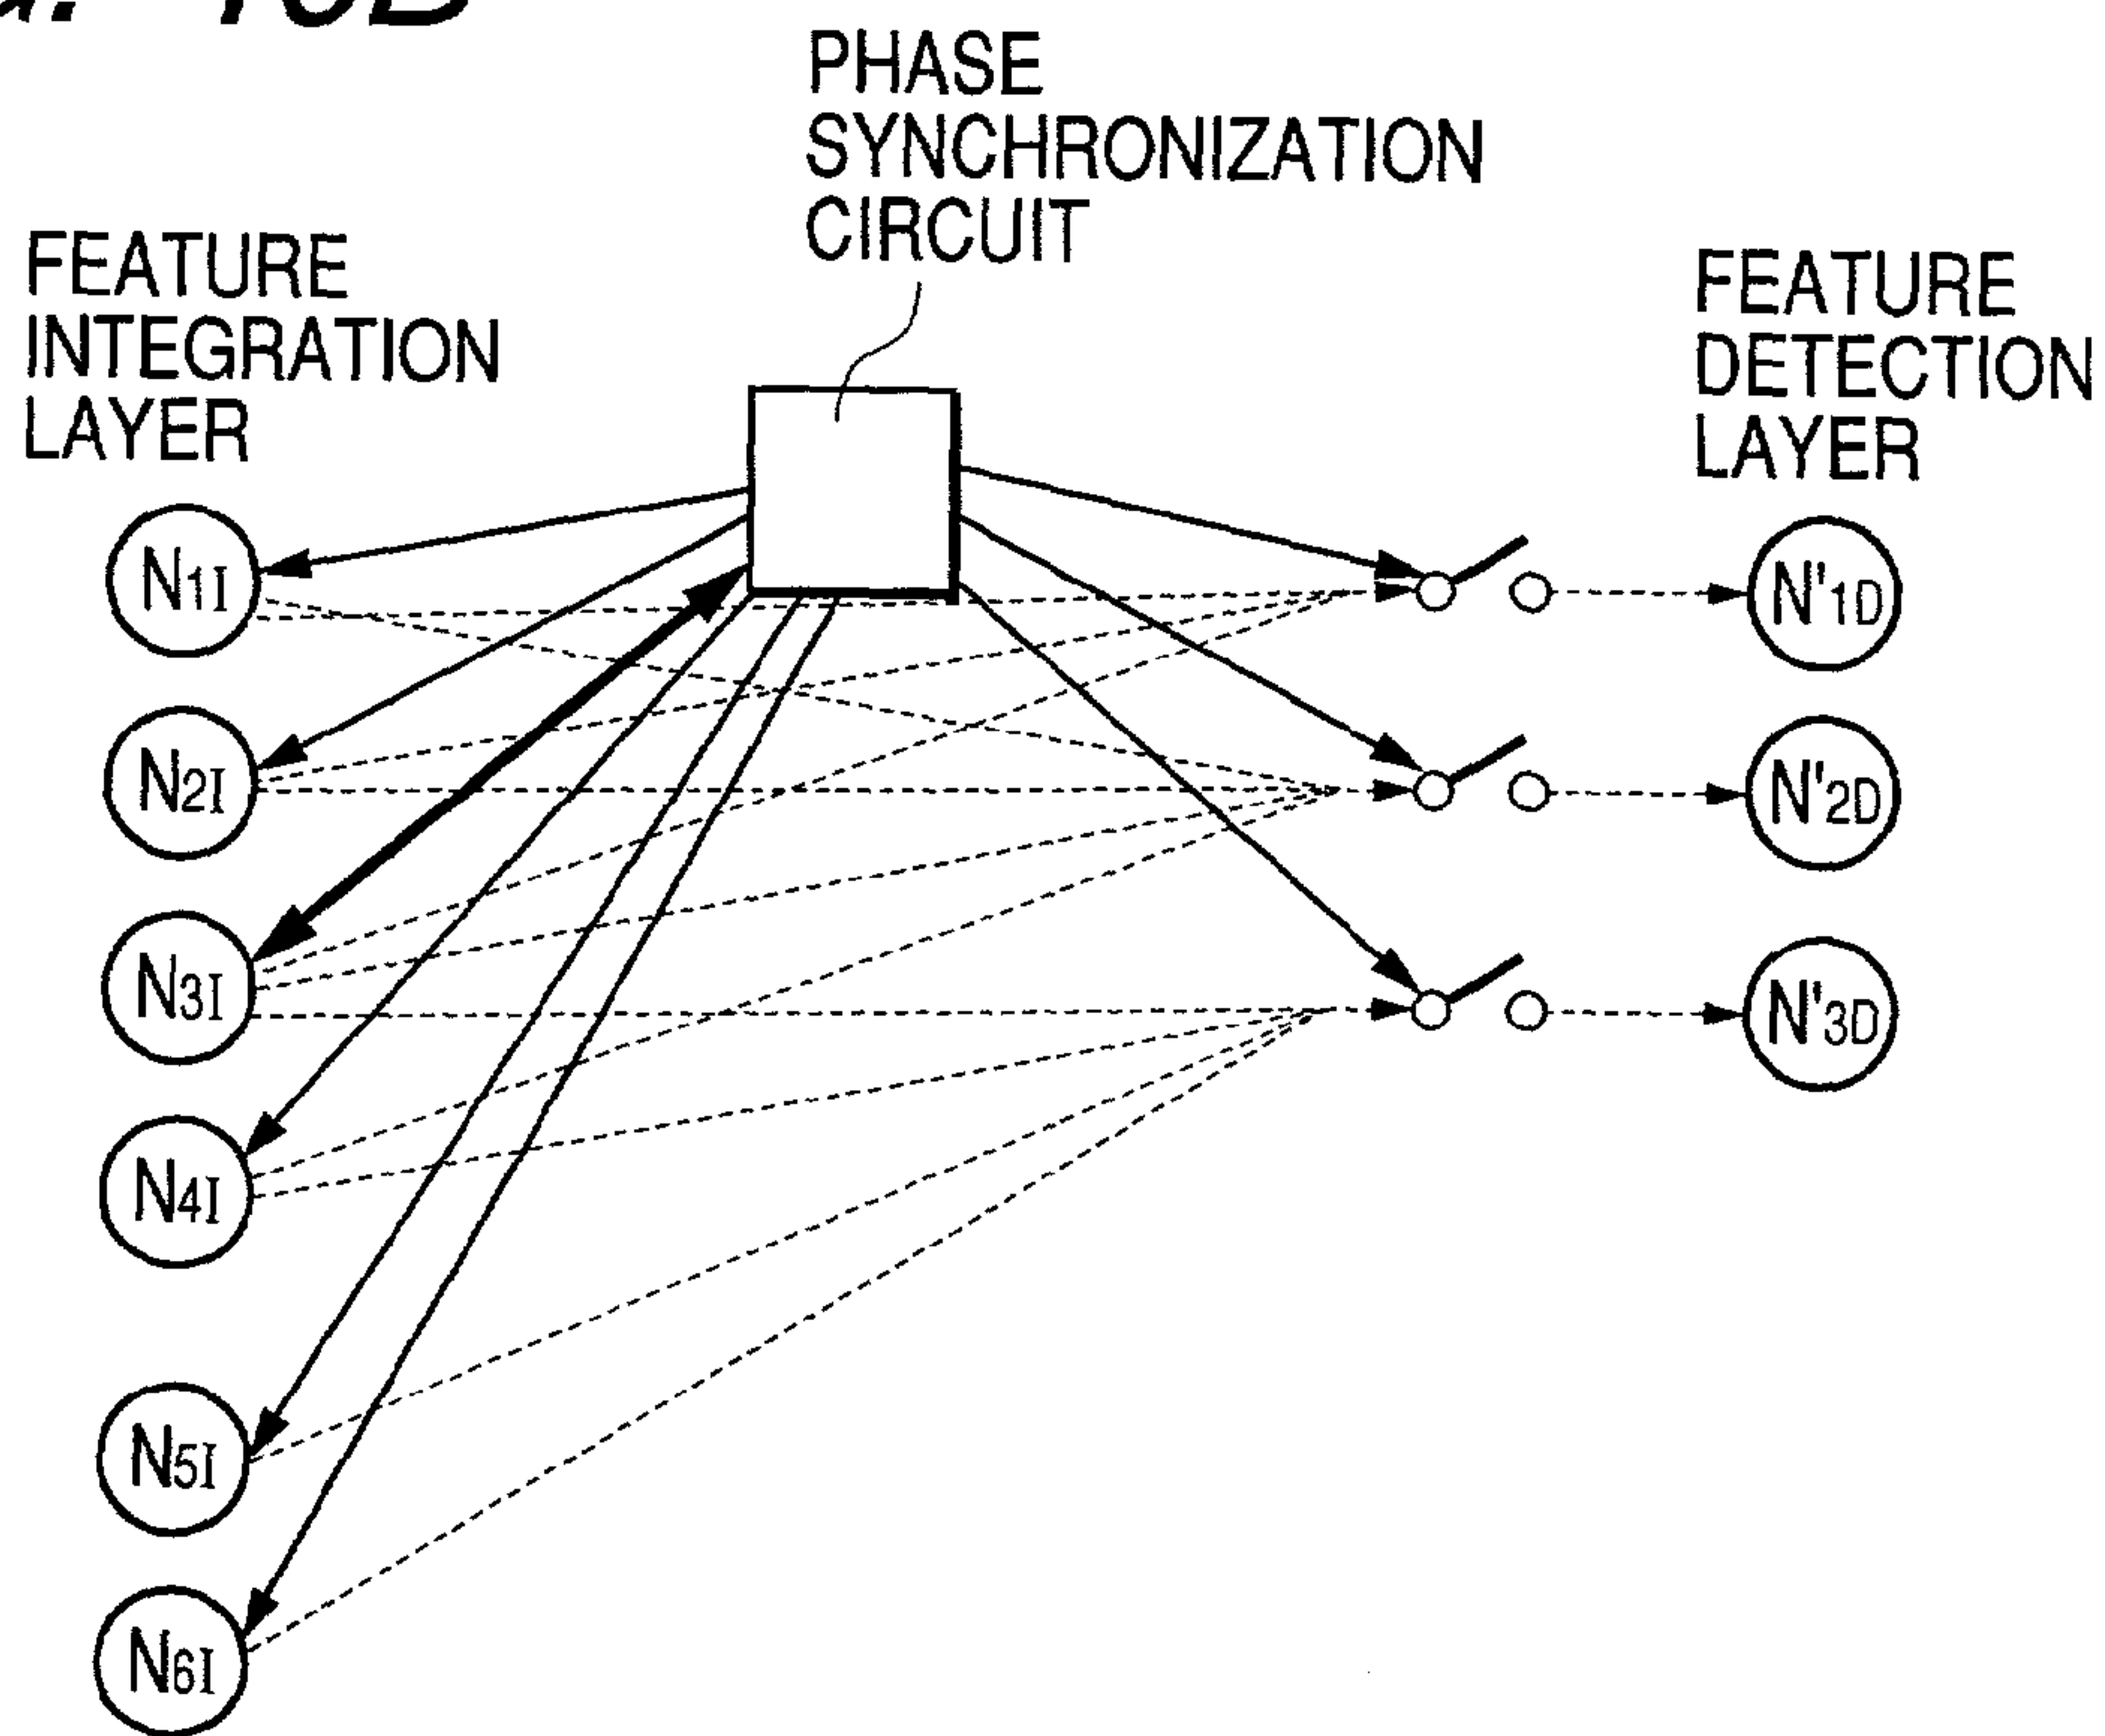 PHASE
SYNCHRONIZATION
CIRCUIT
FEATURE
INTEGRATION
LAYER
FEATURE
DETECTION
LAYER
N1I
N'1D
N2I
N'2D
N3I
N'3D
N4I
N5I
N6I